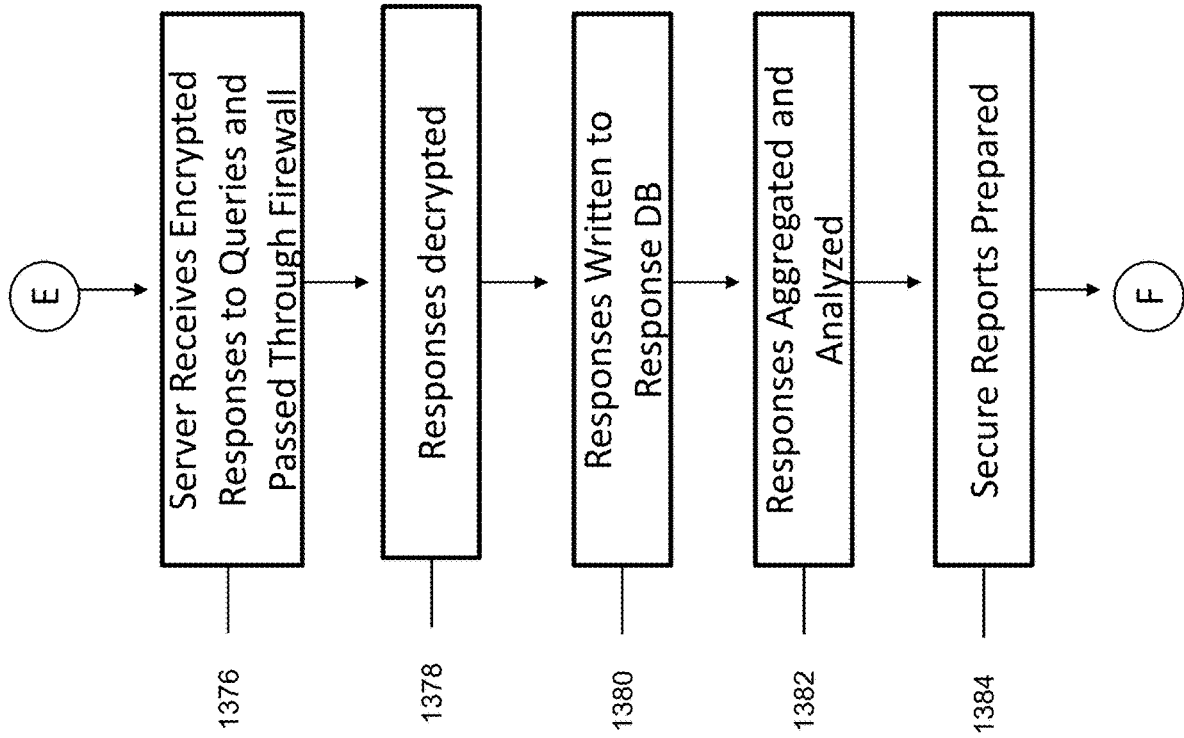 E
1376
Server Receives Encrypted
Responses to Queries and
Passed Through Firewall
1378
Responses decrypted
1380
Responses Written to
Response DB
1382
Responses Aggregated and
Analyzed
1384
Secure Reports Prepared
F